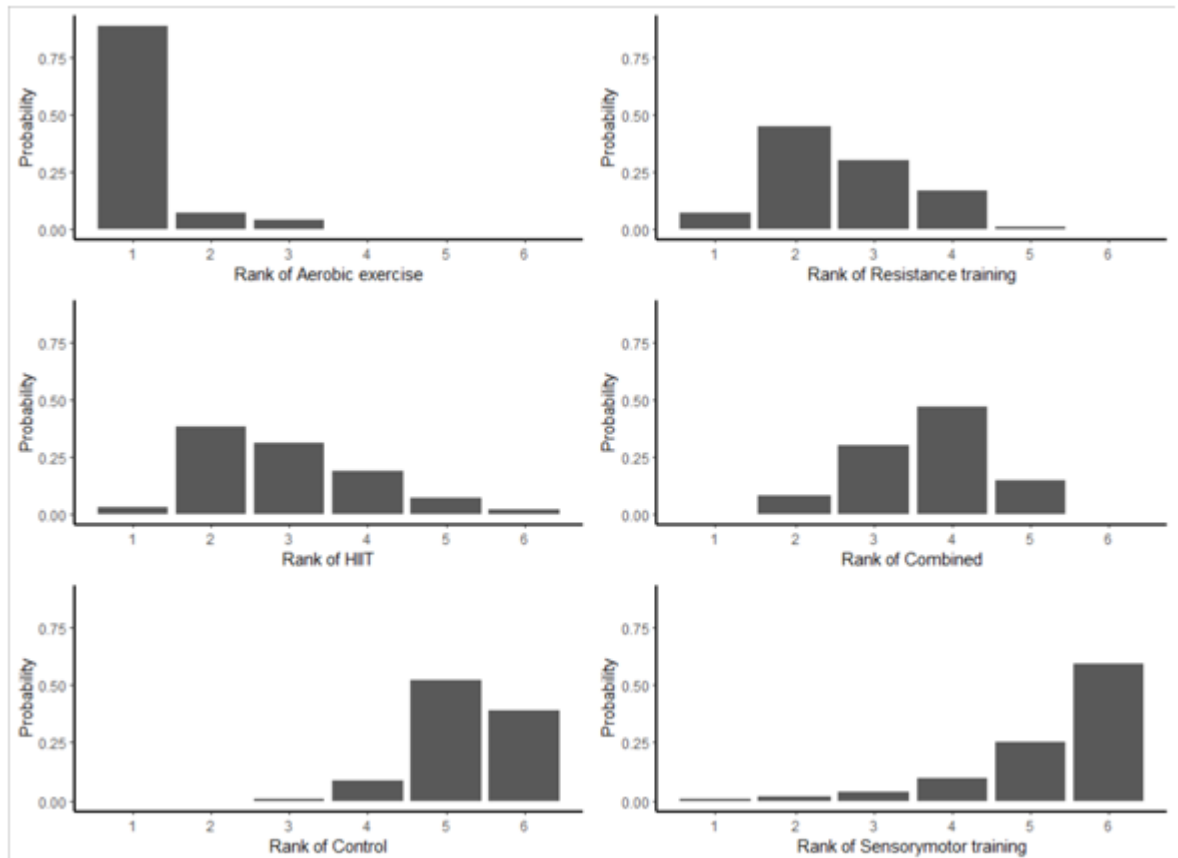 0.75
0.50
0.25
0.00
Probability
1 2 3 4 5 6
Rank of Aerobic exercise
0.75
0.50
0.25
0.00
Probability
1 2 3 4 5 6
Rank of Resistance training
0.75
0.50
0.25
0.00
Probability
1 2 3 4 5 6
Rank of HIIT
0.75
0.50
0.25
0.00
Probability
1 2 3 4 5 6
Rank of Combined
0.75
0.50
0.25
0.00
Probability
1 2 3 4 5 6
Rank of Control
0.75
0.50
0.25
0.00
Probability
1 2 3 4 5 6
Rank of Sensorymotor training